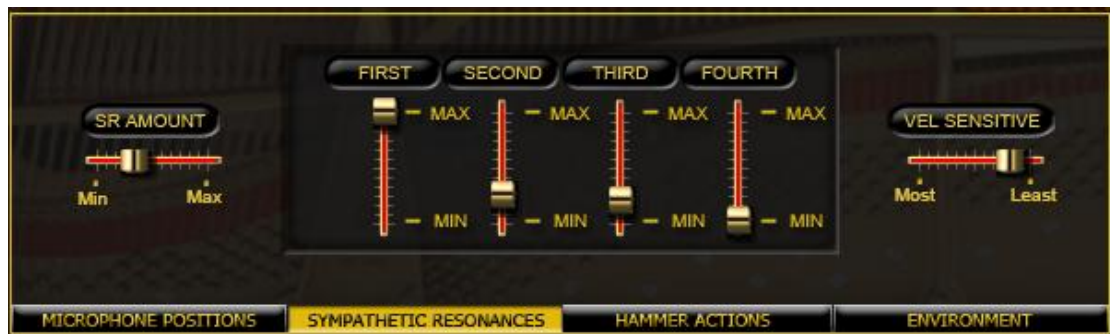 FIRST SECOND THIRD FOURTH
SR AMOUNT
Min Max
MAX MAX MAX MAX
MIN MIN MIN MIN
VEL SENSITIVE
Most Least
MICROPHONE POSITIONS SYMPATHETIC RESONANCES HAMMER ACTIONS ENVIRONMENT